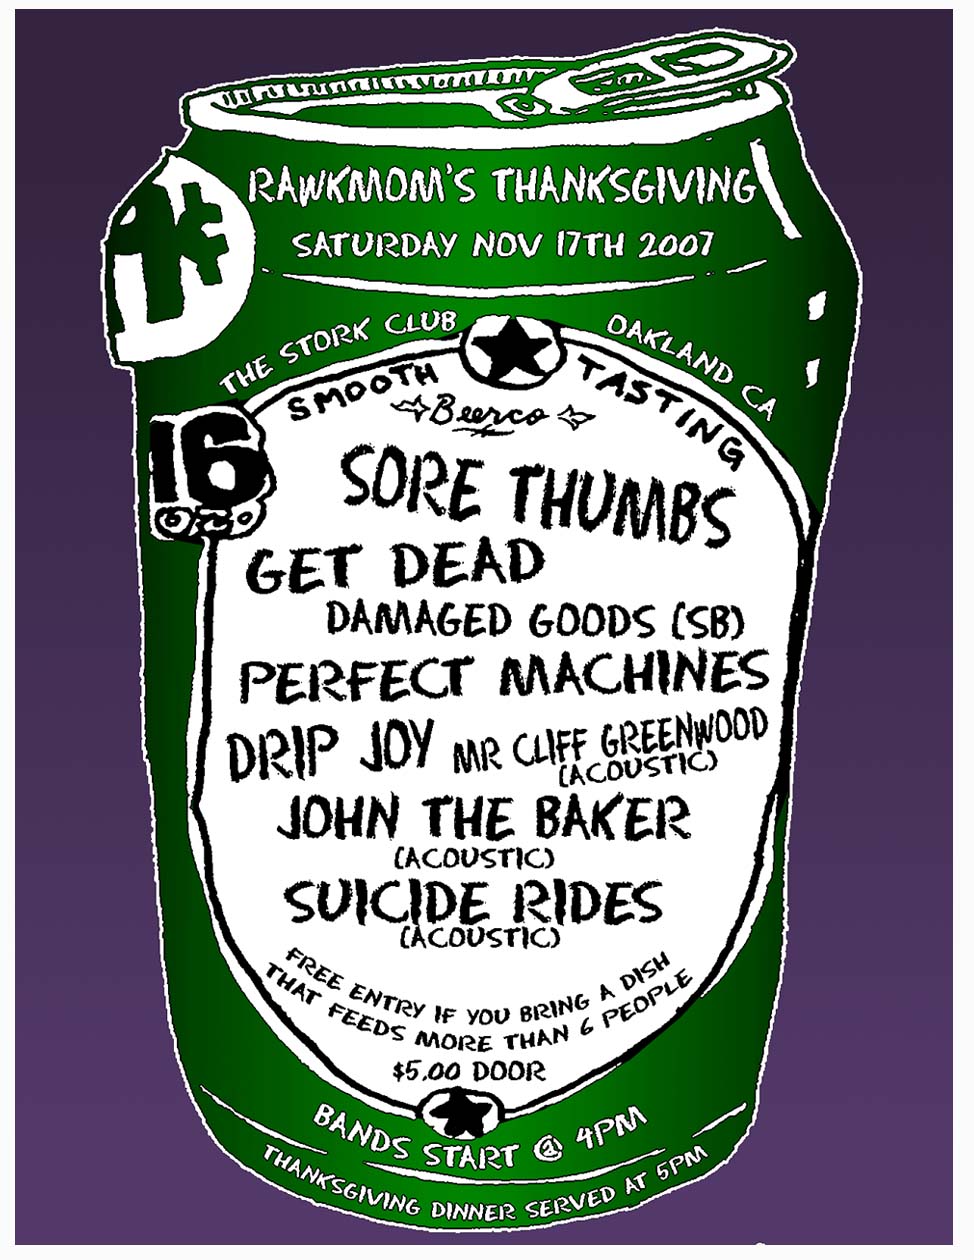 RAWKMOM'S THANKSGIVING
SATURDAY NOV 17TH 2007
THE STORK CLUB OAKLAND CA
SMOOTH TASTING
Beerco
16
SORE THUMBS
GET DEAD
DAMAGED GOODS (SB)
PERFECT MACHINES
DRIP JOY MR CLIFF GREENWOOD
(ACOUSTIC)
JOHN THE BAKER
(ACOUSTIC)
SUICIDE RIDES
(ACOUSTIC)
FREE ENTRY IF YOU BRING A DISH
THAT FEEDS MORE THAN 6 PEOPLE
$5.00 DOOR
BANDS START @ 4PM
THANKSGIVING DINNER SERVED AT 5PM